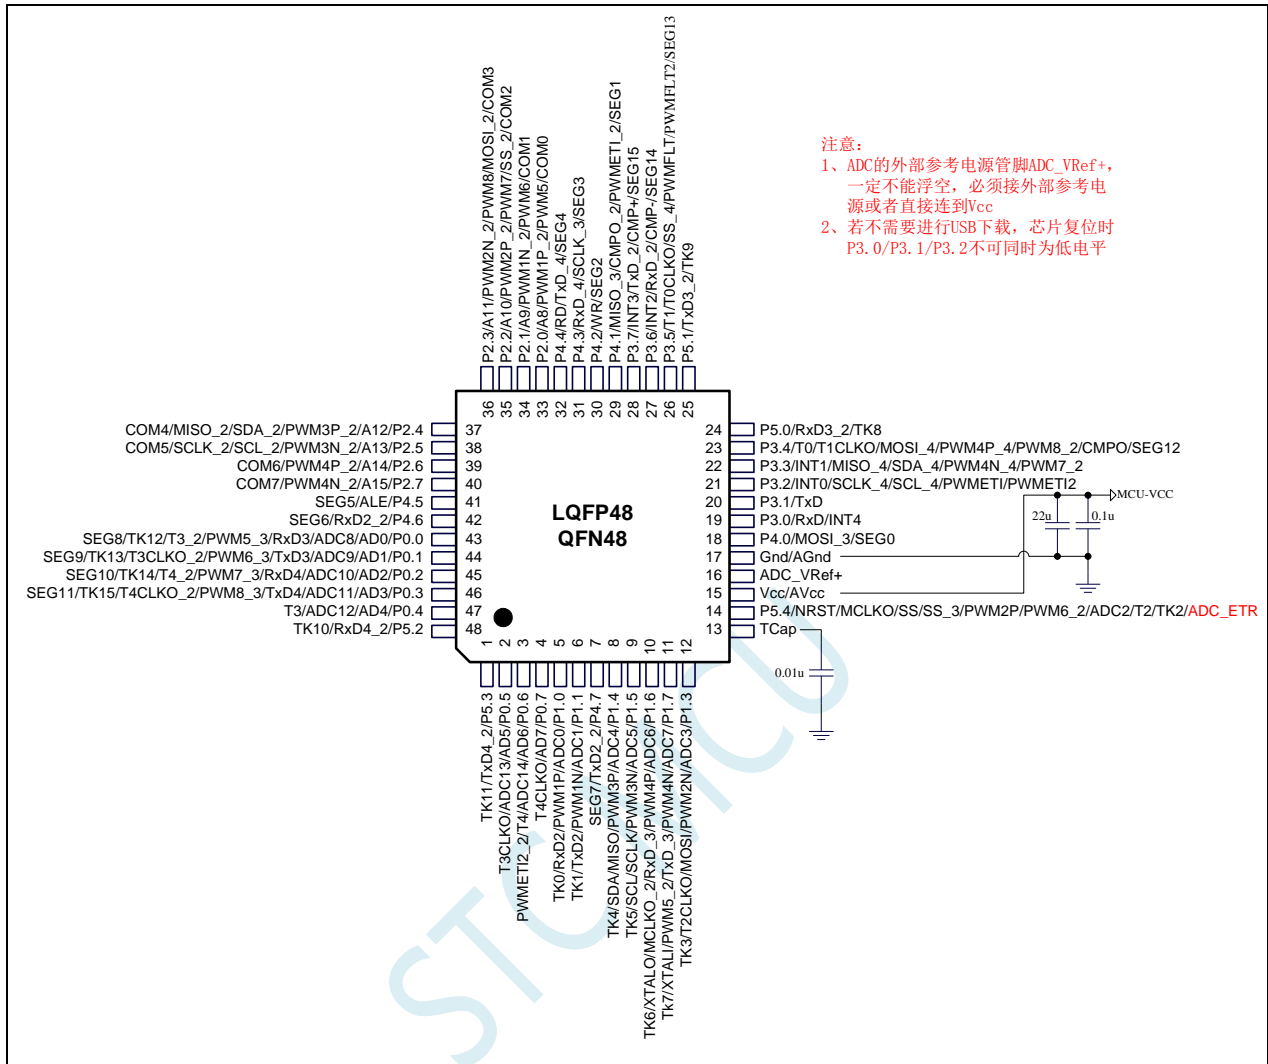 P2.3/A11/PWM2N_2/PWM8/MOSI_2/COM3
P2.2/A10/PWM2P_2/PWM7/SS_2/COM2
P2.1/A9/PWM1N_2/PWM6/COM1
P2.0/A8/PWM1P_2/PWM5/COM0
P4.4/RD/TxD_4/SEG4
P4.3/RxD_4/SCLK_3/SEG3
P4.2/WR/SEG2
P4.1/MISO_3/CMPO_2/PWMETI_2/SEG1
P3.7/INT3/TxD_2/CMP+/SEG15
P3.6/INT2/RxD_2/CMP-/SEG14
P3.5/T1/T0CLKO/SS_4/PWMFLT/PWMFLT2/SEG13
P5.1/TxD3_2/TK9
注意：
1、ADC的外部参考电源管脚ADC_VRef+，
一定不能浮空，必须接外部参考电
源或者直接连到Vcc
2、若不需要进行USB下载，芯片复位时
P3.0/P3.1/P3.2不可同时为低电平
36 35 34 33 32 31 30 29 28 27 26 25
COM4/MISO_2/SDA_2/PWM3P_2/A12/P2.4 37
COM5/SCLK_2/SCL_2/PWM3N_2/A13/P2.5 38
COM6/PWM4P_2/A14/P2.6 39
COM7/PWM4N_2/A15/P2.7 40
SEG5/ALE/P4.5 41
SEG6/RxD2_2/P4.6 42
SEG8/TK12/T3_2/PWM5_3/RxD3/ADC8/AD0/P0.0 43
SEG9/TK13/T3CLKO_2/PWM6_3/TxD3/ADC9/AD1/P0.1 44
SEG10/TK14/T4_2/PWM7_3/RxD4/ADC10/AD2/P0.2 45
SEG11/TK15/T4CLKO_2/PWM8_3/TxD4/ADC11/AD3/P0.3 46
T3/ADC12/AD4/P0.4 47
TK10/RxD4_2/P5.2 48
LQFP48
QFN48
24 P5.0/RxD3_2/TK8
23 P3.4/T0/T1CLKO/MOSI_4/PWM4P_4/PWM8_2/CMPO/SEG12
22 P3.3/INT1/MISO_4/SDA_4/PWM4N_4/PWM7_2
21 P3.2/INT0/SCLK_4/SCL_4/PWMETI/PWMETI2
20 P3.1/TxD
19 P3.0/RxD/INT4
18 P4.0/MOSI_3/SEG0
17 Gnd/AGnd
16 ADC_VRef+
15 Vcc/AVcc
14 P5.4/NRST/MCLKO/SS/SS_3/PWM2P/PWM6_2/ADC2/T2/TK2/ADC_ETR
13 TCap
MCU-VCC
22u
0.1u
0.01u
1 2 3 4 5 6 7 8 9 10 11 12
TK11/TxD4_2/P5.3
T3CLKO/ADC13/AD5/P0.5
PWMETI2_2/T4/ADC14/AD6/P0.6
T4CLKO/AD7/P0.7
TK0/RxD2/PWM1P/ADC0/P1.0
TK1/TxD2/PWM1N/ADC1/P1.1
SEG7/TxD2_2/P4.7
TK4/SDA/MISO/PWM3P/ADC4/P1.4
TK5/SCL/SCLK/PWM3N/ADC5/P1.5
TK6/XTALO/MCLKO_2/RxD_3/PWM4P/ADC6/P1.6
Tk7/XTALI/PWM5_2/TxD_3/PWM4N/ADC7/P1.7
TK3/T2CLKO/MOSI/PWM2N/ADC3/P1.3
STCMCU